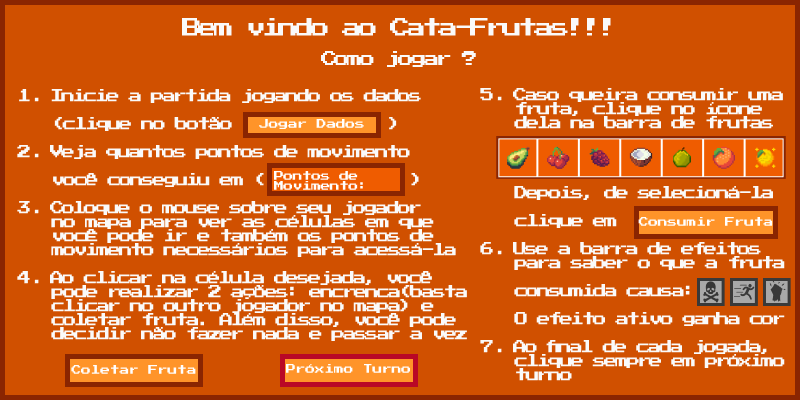 Bem vindo ao Cata-Frutas!!!
Como jogar ?
1. Inicie a partida jogando os dados
(clique no botão Jogar Dados )
2. Veja quantos pontos de movimento
você conseguiu em ( Pontos de
Movimento: )
3. Coloque o mouse sobre seu jogador
no mapa para ver as células em que
você pode ir e também os pontos de
movimento necessários para acessá-la
4. Ao clicar na célula desejada, você
pode realizar 2 ações: encrenca(basta
clicar no outro jogador no mapa) e
coletar fruta. Além disso, você pode
decidir não fazer nada e passar a vez
Coletar Fruta
Próximo Turno
5. Caso queira consumir uma
fruta, clique no ícone
dela na barra de frutas
Depois, de selecioná-la
clique em Consumir Fruta
6. Use a barra de efeitos
para saber o que a fruta
consumida causa:
O efeito ativo ganha cor
7. Ao final de cada jogada,
clique sempre em próximo
turno